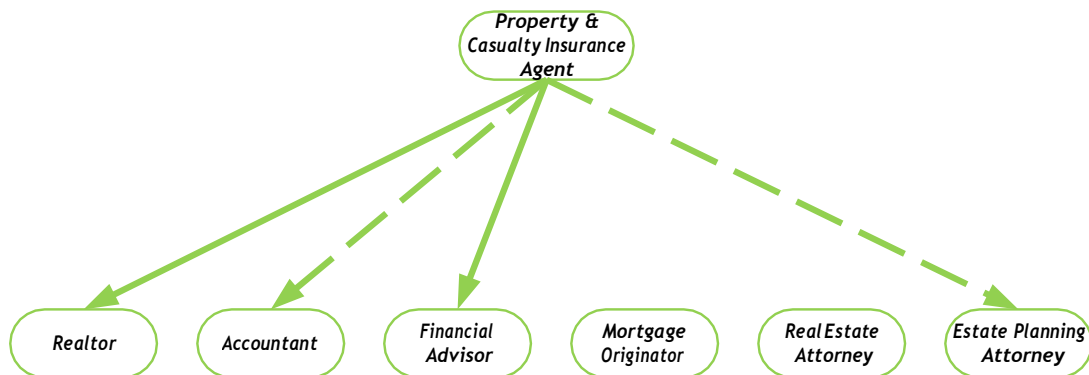 Property &
Casualty Insurance
Agent
Realtor
Accountant
Financial
Advisor
Mortgage
Originator
Real Estate
Attorney
Estate Planning
Attorney